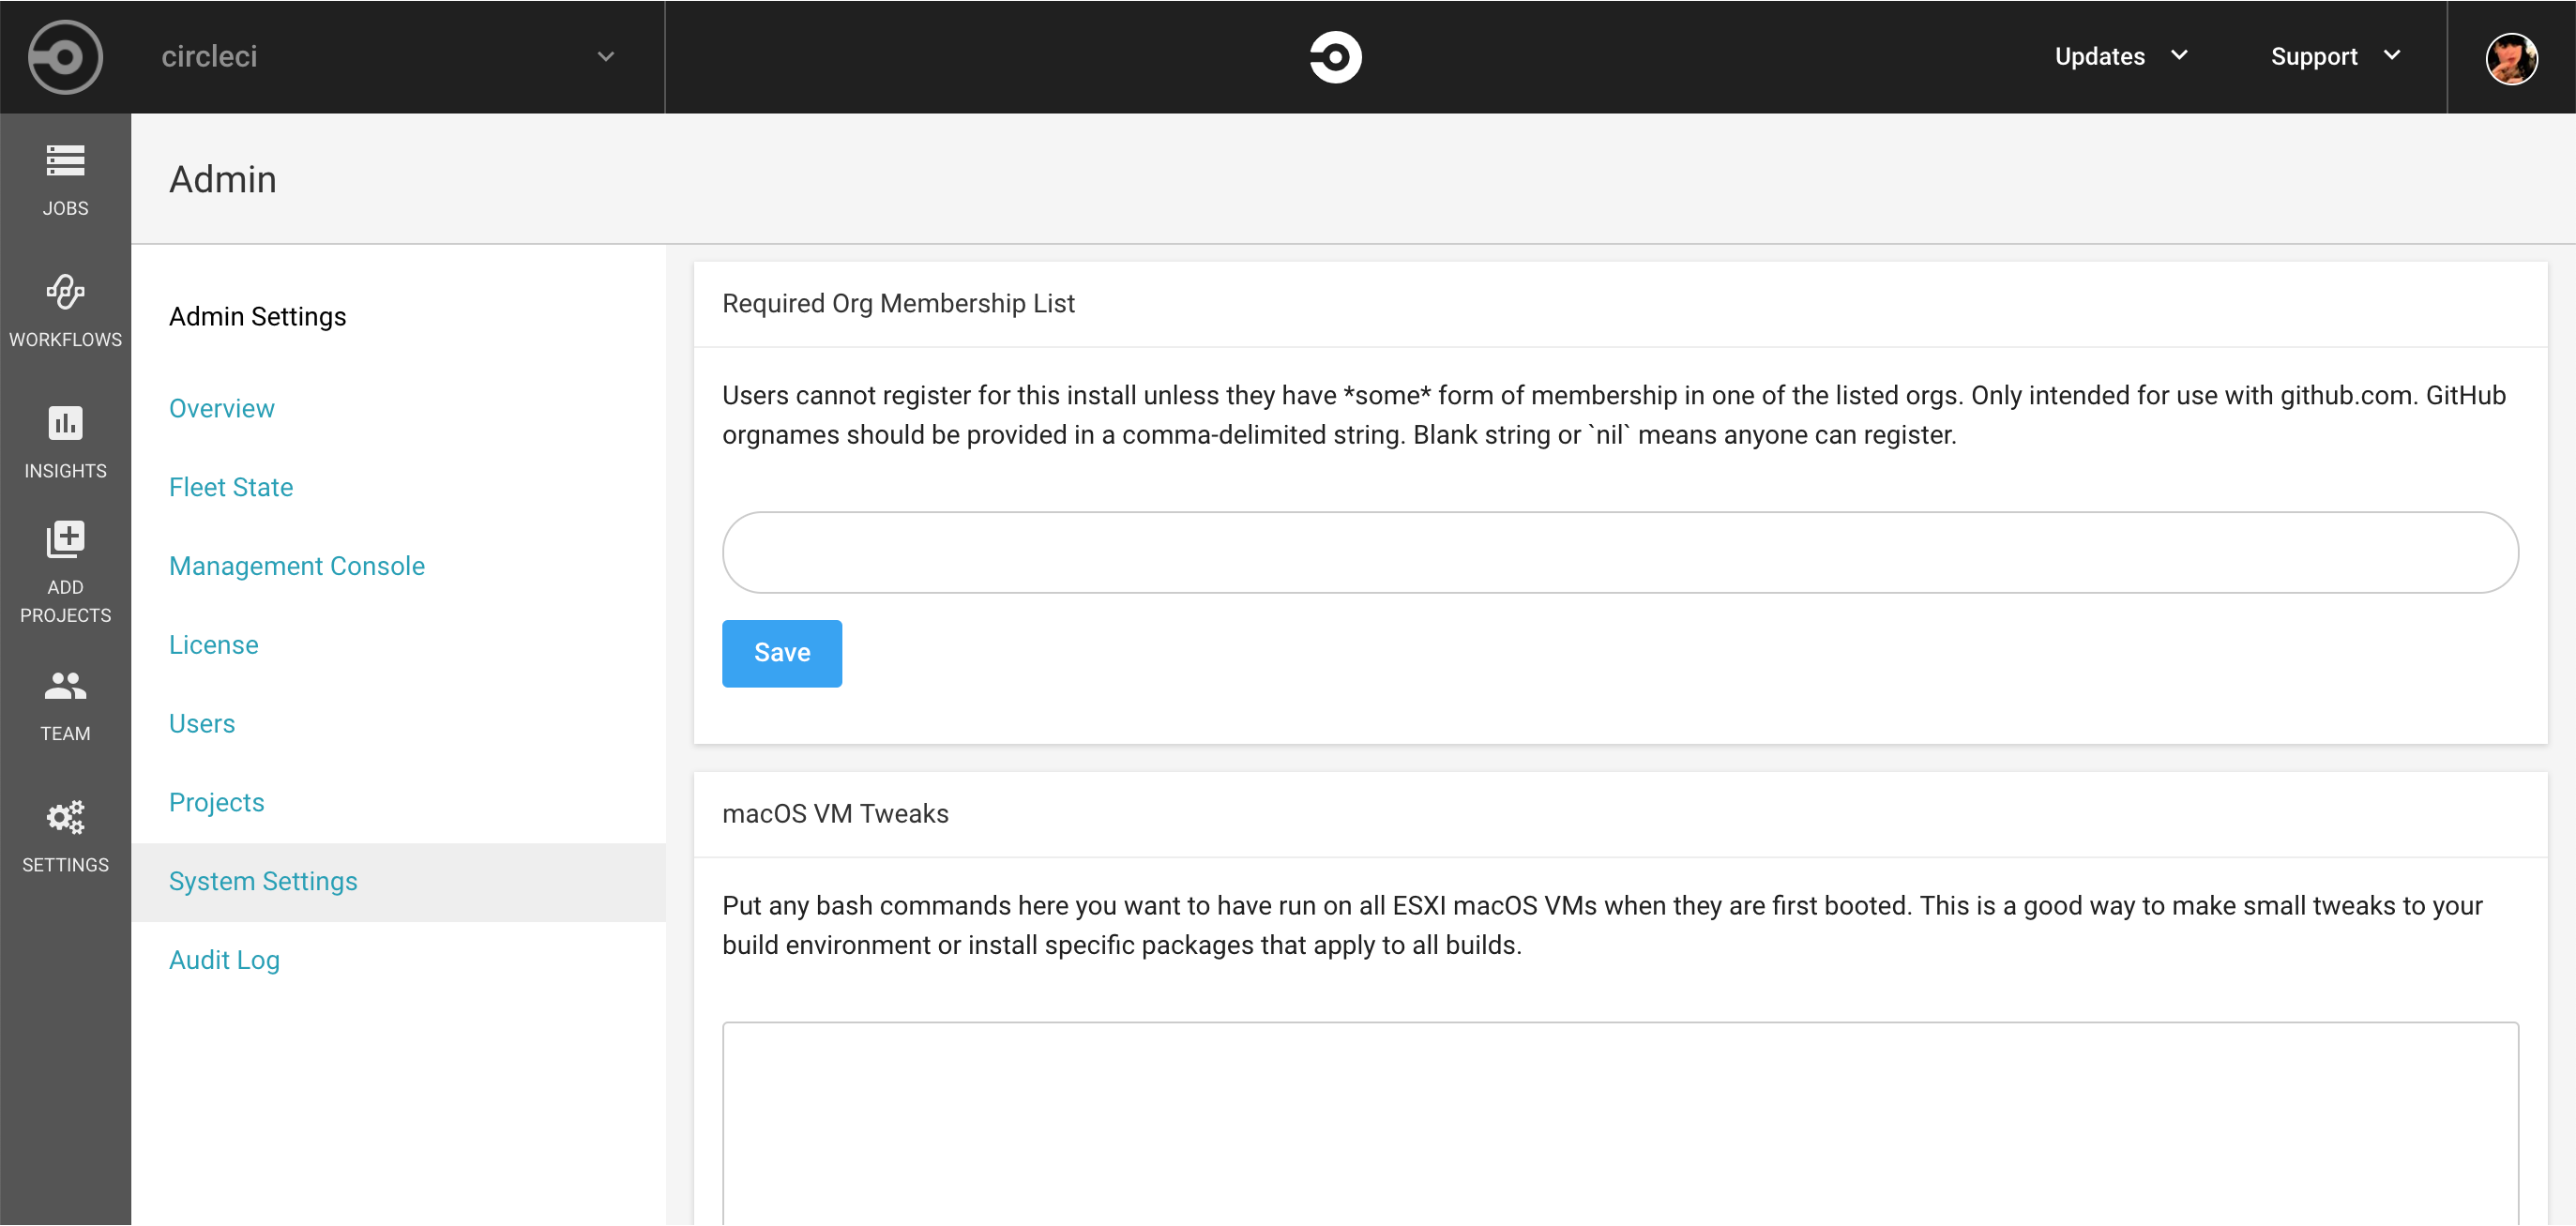 circleci
Updates
Support
JOBS
WORKFLOWS
INSIGHTS
ADD
PROJECTS
TEAM
SETTINGS
Admin
Admin Settings
Overview
Fleet State
Management Console
License
Users
Projects
System Settings
Audit Log
Required Org Membership List
Users cannot register for this install unless they have *some* form of membership in one of the listed orgs. Only intended for use with github.com. GitHub
orgnames should be provided in a comma-delimited string. Blank string or `nil` means anyone can register.
Save
macOS VM Tweaks
Put any bash commands here you want to have run on all ESXI macOS VMs when they are first booted. This is a good way to make small tweaks to your
build environment or install specific packages that apply to all builds.